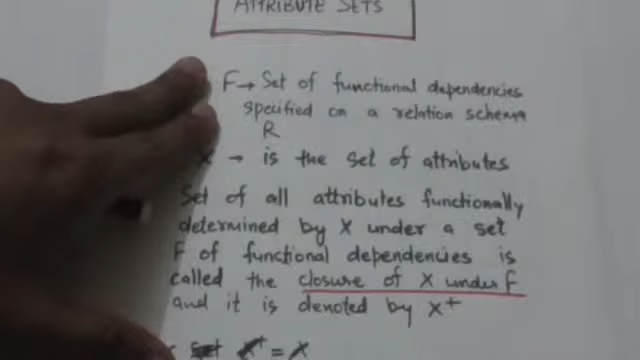 ATTRIBUTE SETS
F → Set of functional dependencies
specified on a relation schema
R
X → is the set of attributes
Set of all attributes functionally
determined by X under a set
F of functional dependencies is
called the closure of X under F
and it is denoted by X+
X+ = X